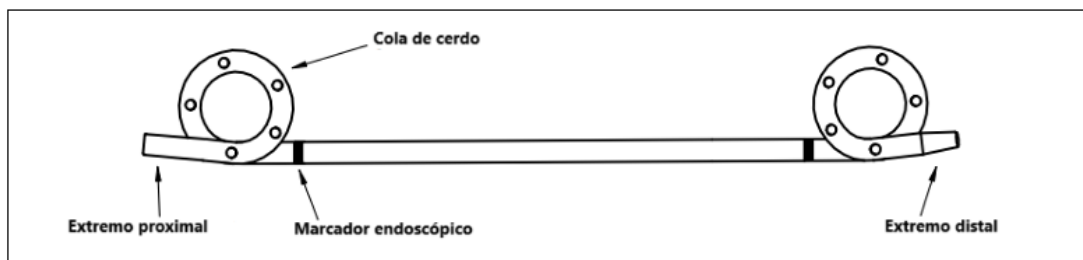 Cola de cerdo
Extremo proximal
Marcador endoscópico
Extremo distal